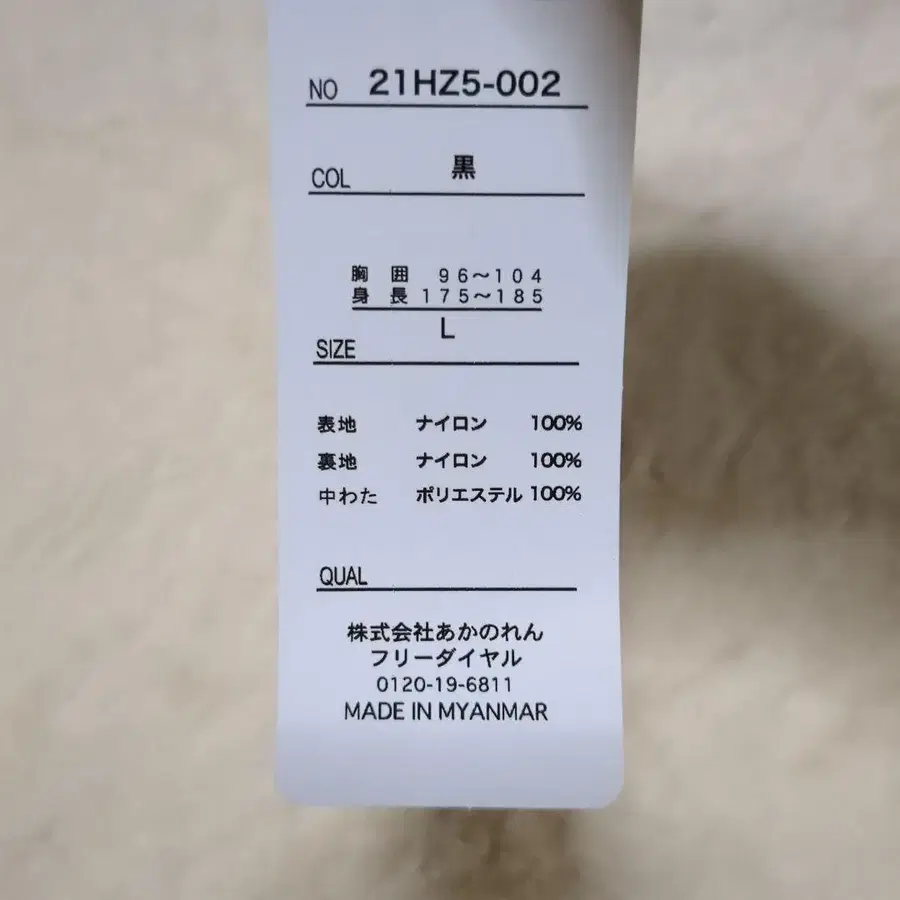 NO 21HZ5-002
COL 黒
胸囲 96～104
身長 175～185
L
SIZE
表地 ナイロン 100%
裏地 ナイロン 100%
中わた ポリエステル 100%
QUAL
株式会社あかのれん
フリーダイヤル
0120-19-6811
MADE IN MYANMAR